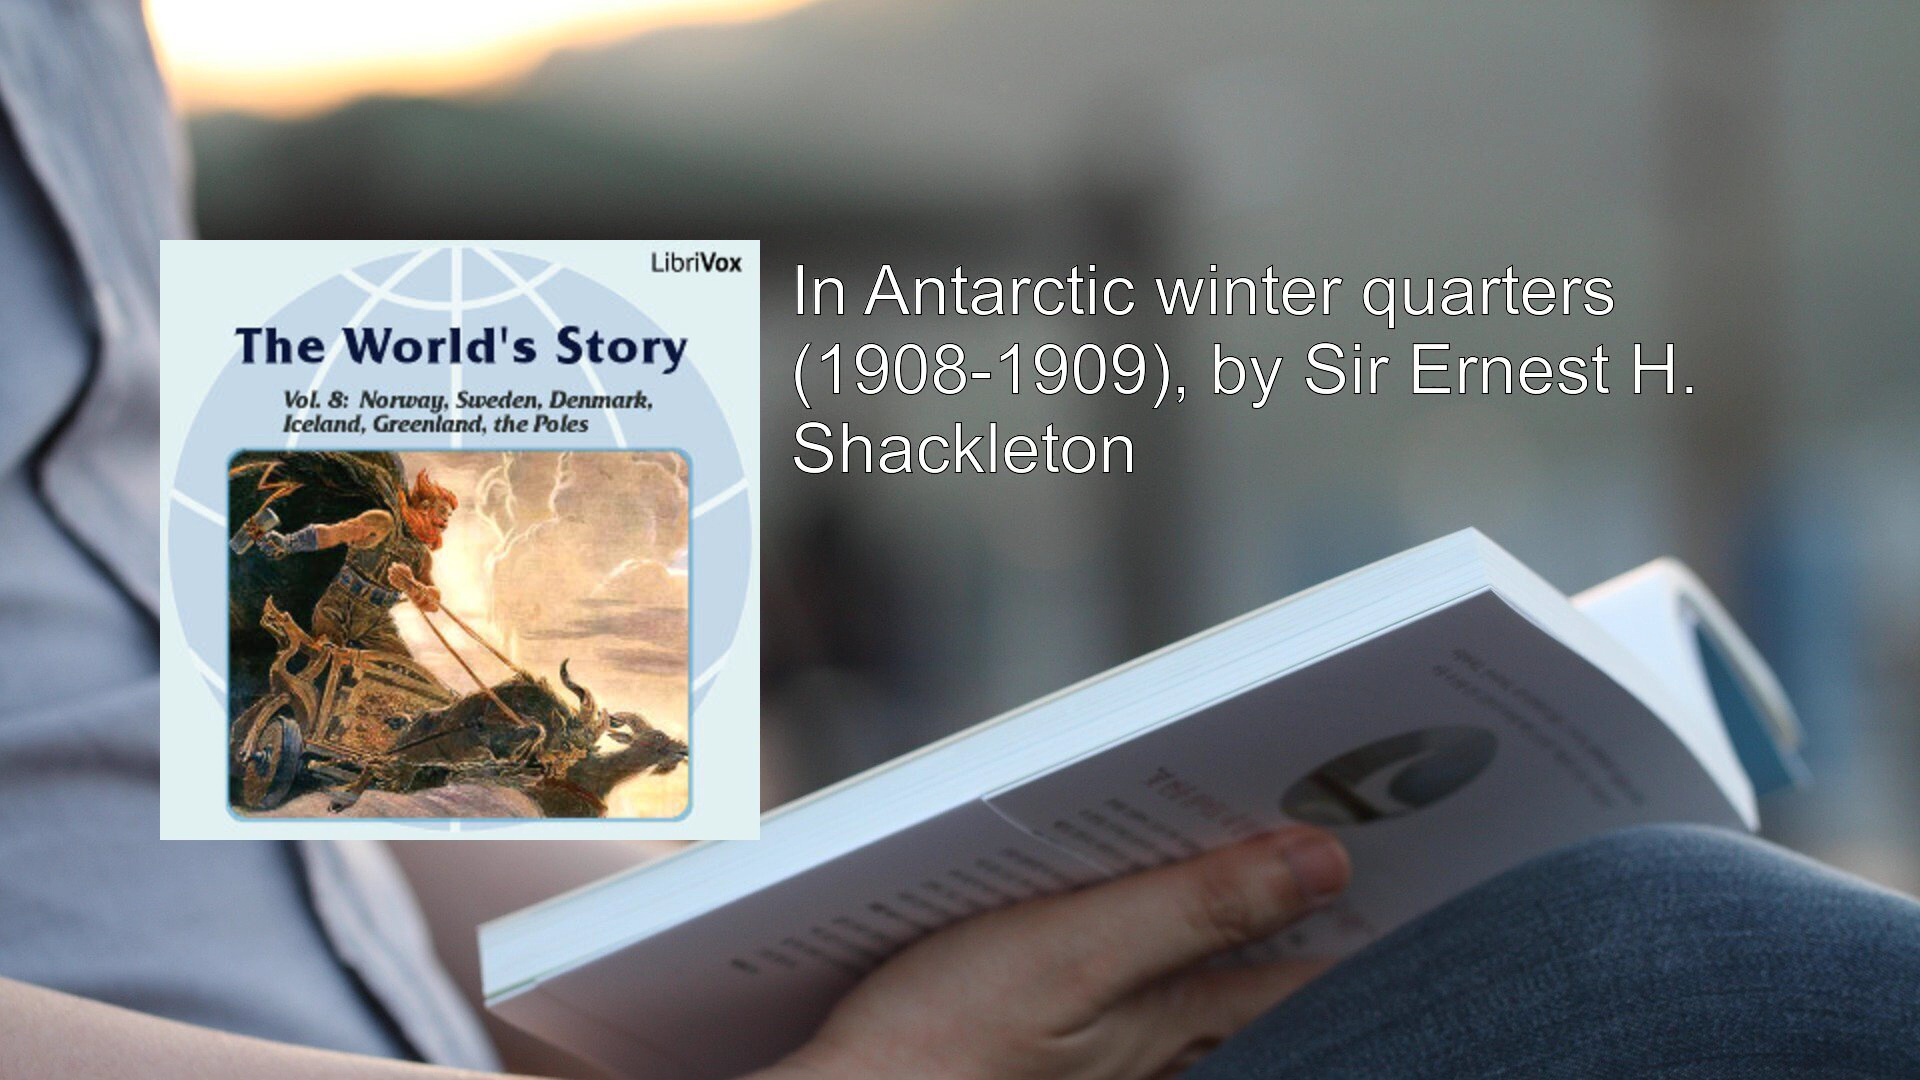 LibriVox
The World's Story
Vol. 8: Norway, Sweden, Denmark,
Iceland, Greenland, the Poles
In Antarctic winter quarters
(1908-1909), by Sir Ernest H.
Shackleton